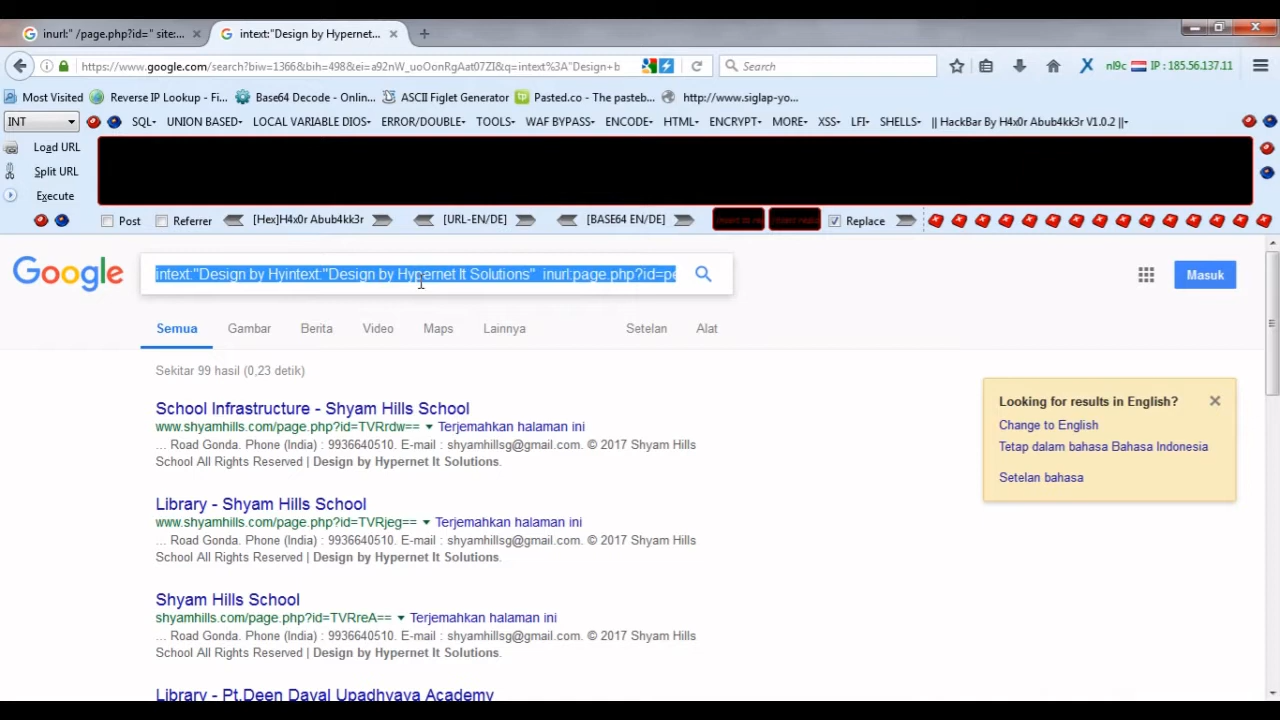 inurl:" /page.php?id=" site:...
intext:"Design by Hypernet...
https://www.google.com/search?biw=1366&bih=498&ei=a92nW_uoOonRgAat07ZI&q=intext%3A"Design+b
Search
nl9c
IP : 185.56.137.11
Most Visited
Reverse IP Lookup - Fi...
Base64 Decode - Onlin...
ASCII Figlet Generator
Pasted.co - The pasteb...
http://www.siglap-yo...
INT
SQL-
UNION BASED-
LOCAL VARIABLE DIOS-
ERROR/DOUBLE-
TOOLS-
WAF BYPASS-
ENCODE-
HTML-
ENCRYPT-
MORE-
XSS-
LFI-
SHELLS-
|| HackBar By H4x0r Abub4kk3r V1.0.2 ||-
Load URL
Split URL
Execute
Post
Referrer
[Hex]H4x0r Abub4kk3r
[URL-EN/DE]
[BASE64 EN/DE]
Replace
Google
intext:"Design by Hyintext:"Design by Hypernet It Solutions" inurl:page.php?id=pe
Masuk
Semua
Gambar
Berita
Video
Maps
Lainnya
Setelan
Alat
Sekitar 99 hasil (0,23 detik)
School Infrastructure - Shyam Hills School
www.shyamhills.com/page.php?id=TVRrdw== ▼ Terjemahkan halaman ini
... Road Gonda. Phone (India) : 9936640510. E-mail : shyamhillsg@gmail.com. © 2017 Shyam Hills
School All Rights Reserved | Design by Hypernet It Solutions.
Library - Shyam Hills School
www.shyamhills.com/page.php?id=TVRjeg== ▼ Terjemahkan halaman ini
... Road Gonda. Phone (India) : 9936640510. E-mail : shyamhillsg@gmail.com. © 2017 Shyam Hills
School All Rights Reserved | Design by Hypernet It Solutions.
Shyam Hills School
shyamhills.com/page.php?id=TVRreA== ▼ Terjemahkan halaman ini
... Road Gonda. Phone (India) : 9936640510. E-mail : shyamhillsg@gmail.com. © 2017 Shyam Hills
School All Rights Reserved | Design by Hypernet It Solutions.
Library - Pt.Deen Dayal Upadhyaya Academy
Looking for results in English?
Change to English
Tetap dalam bahasa Bahasa Indonesia
Setelan bahasa